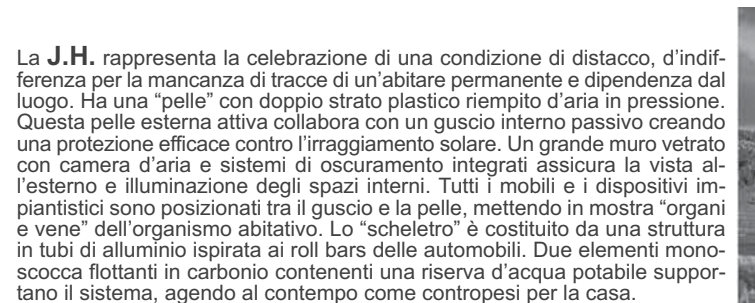 La J.H. rappresenta la celebrazione di una condizione di distacco, d'indif-
ferenza per la mancanza di tracce di un'abitare permanente e dipendenza dal
luogo. Ha una “pelle” con doppio strato plastico riempito d'aria in pressione.
Questa pelle esterna attiva collabora con un guscio interno passivo creando
una protezione efficace contro l'irraggiamento solare. Un grande muro vetrato
con camera d'aria e sistemi di oscuramento integrati assicura la vista al-
l'esterno e illuminazione degli spazi interni. Tutti i mobili e i dispositivi im-
piantistici sono posizionati tra il guscio e la pelle, mettendo in mostra “organi
e vene” dell'organismo abitativo. Lo “scheletro” è costituito da una struttura
in tubi di alluminio ispirata ai roll bars delle automobili. Due elementi mono-
scocca flottanti in carbonio contenenti una riserva d'acqua potabile suppor-
tano il sistema, agendo al contempo come contropesi per la casa.